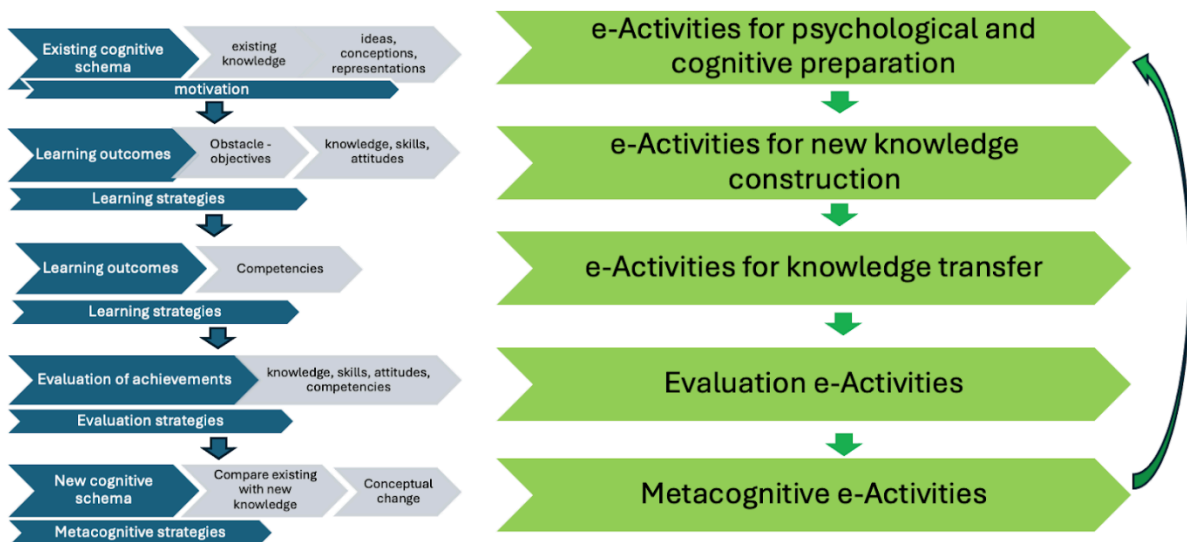 Existing cognitive
schema
existing
knowledge
ideas,
conceptions,
representations
motivation
Learning outcomes
Obstacle -
objectives
knowledge, skills,
attitudes
Learning strategies
Learning outcomes
Competencies
Learning strategies
Evaluation of achievements
knowledge, skills, attitudes,
competencies
Evaluation strategies
New cognitive
schema
Compare existing
with new
knowledge
Conceptual
change
Metacognitive strategies
e-Activities for psychological and
cognitive preparation
e-Activities for new knowledge
construction
e-Activities for knowledge transfer
Evaluation e-Activities
Metacognitive e-Activities